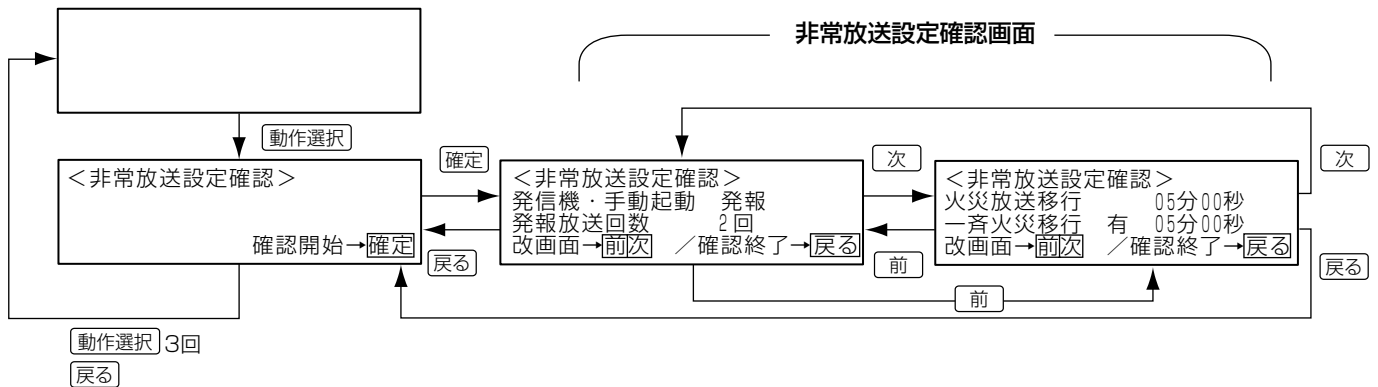 非常放送設定確認画面
動作選択
＜非常放送設定確認＞
確認開始→確定
動作選択 3回
戻る
確定
戻る
＜非常放送設定確認＞
発信機・手動起動 発報
発報放送回数 2回
改画面→前次 ／確認終了→戻る
次
前
前
＜非常放送設定確認＞
火災放送移行 05分00秒
一斉火災移行 有 05分00秒
改画面→前次 ／確認終了→戻る
次
戻る